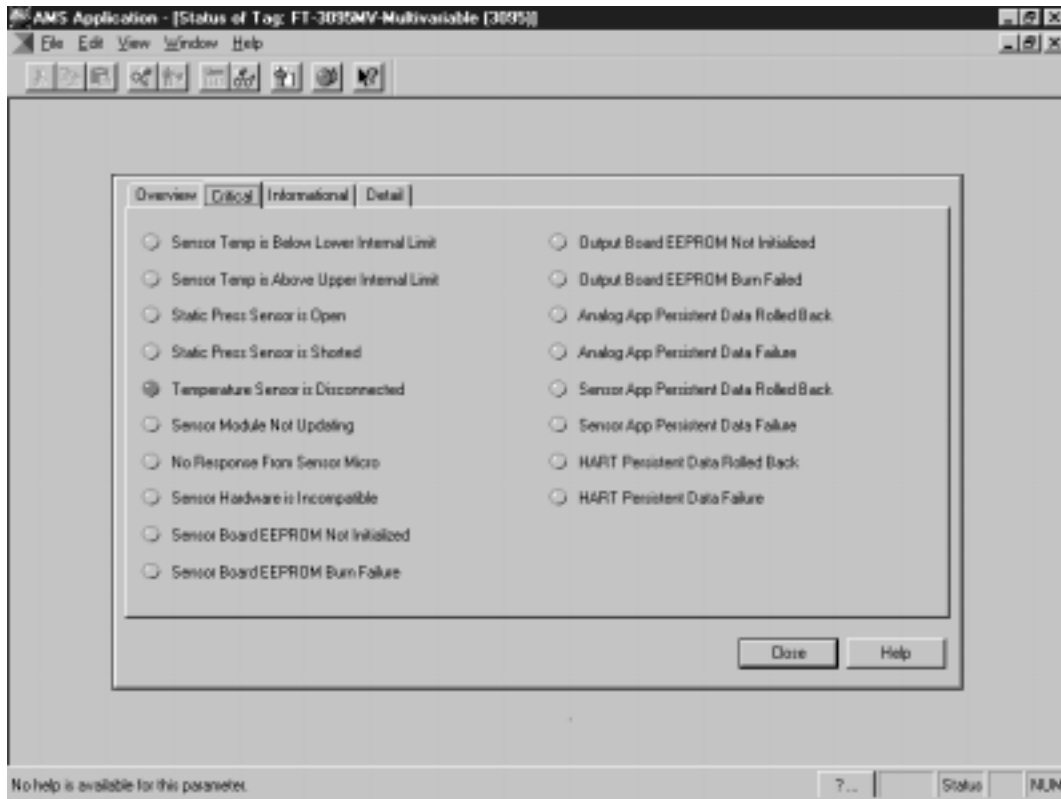 AMS Application - [Status of Tag: FT-3095MV-Multivariable (3095)]
File Edit View Window Help
Overview Critical Informational Detail
Sensor Temp is Below Lower Internal Limit
Sensor Temp is Above Upper Internal Limit
Static Press Sensor is Open
Static Press Sensor is Shorted
Temperature Sensor is Disconnected
Sensor Module Not Updating
No Response From Sensor Micro
Sensor Hardware is Incompatible
Sensor Board EEPROM Not Initialized
Sensor Board EEPROM Burn Failure
Output Board EEPROM Not Initialized
Output Board EEPROM Burn Failed
Analog App Persistent Data Rolled Back
Analog App Persistent Data Failure
Sensor App Persistent Data Rolled Back
Sensor App Persistent Data Failure
HART Persistent Data Rolled Back
HART Persistent Data Failure
Close Help
No help is available for this parameter. ?... Status NUM